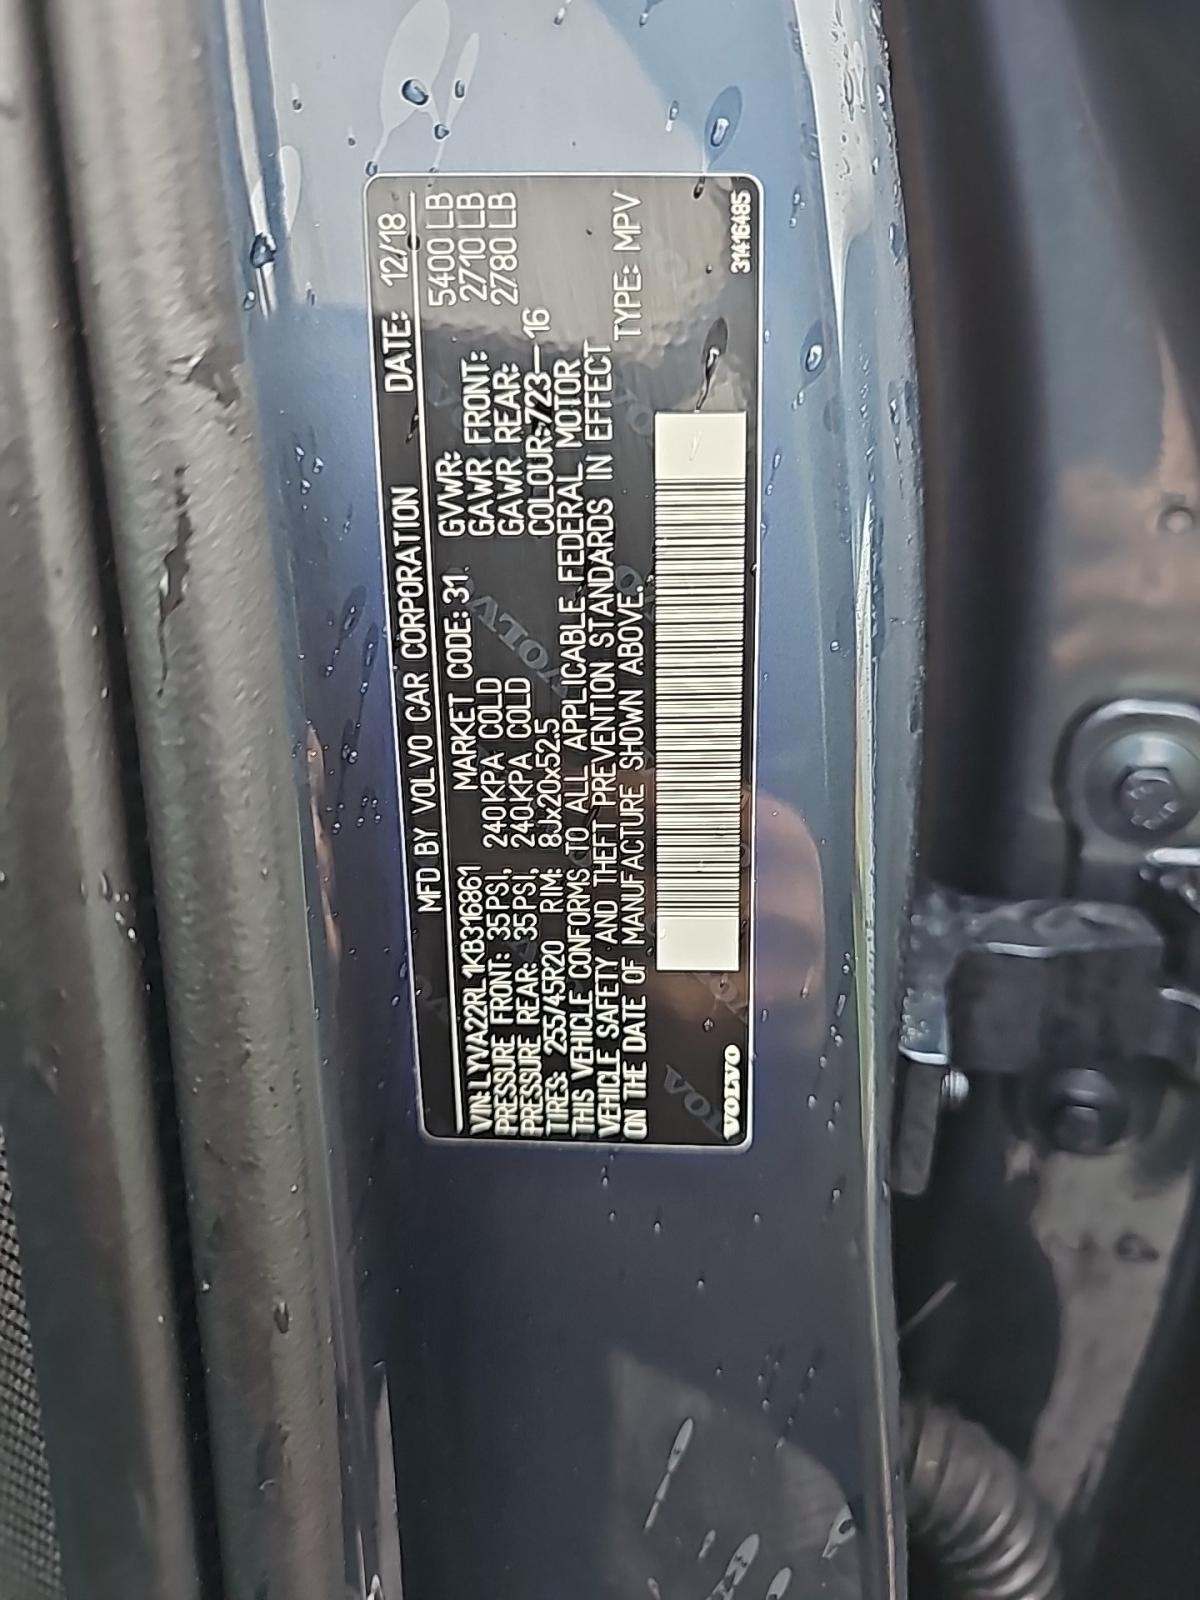 MFD BY VOLVO CAR CORPORATION DATE: 12/18
VIN: LYVA22RL1KB316861 MARKET CODE: 31 GVWR: 5400 LB
PRESSURE FRONT: 35PSI, 240KPA COLD GAWR FRONT: 2710 LB
PRESSURE REAR: 35PSI, 240KPA COLD GAWR REAR: 2780 LB
TIRES: 255/45R20 RIM: 8Jx20x52.5 COLOUR: 723—16
THIS VEHICLE CONFORMS TO ALL APPLICABLE FEDERAL MOTOR
VEHICLE SAFETY AND THEFT PREVENTION STANDARDS IN EFFECT
ON THE DATE OF MANUFACTURE SHOWN ABOVE. TYPE: MPV
VOLVO 31416485